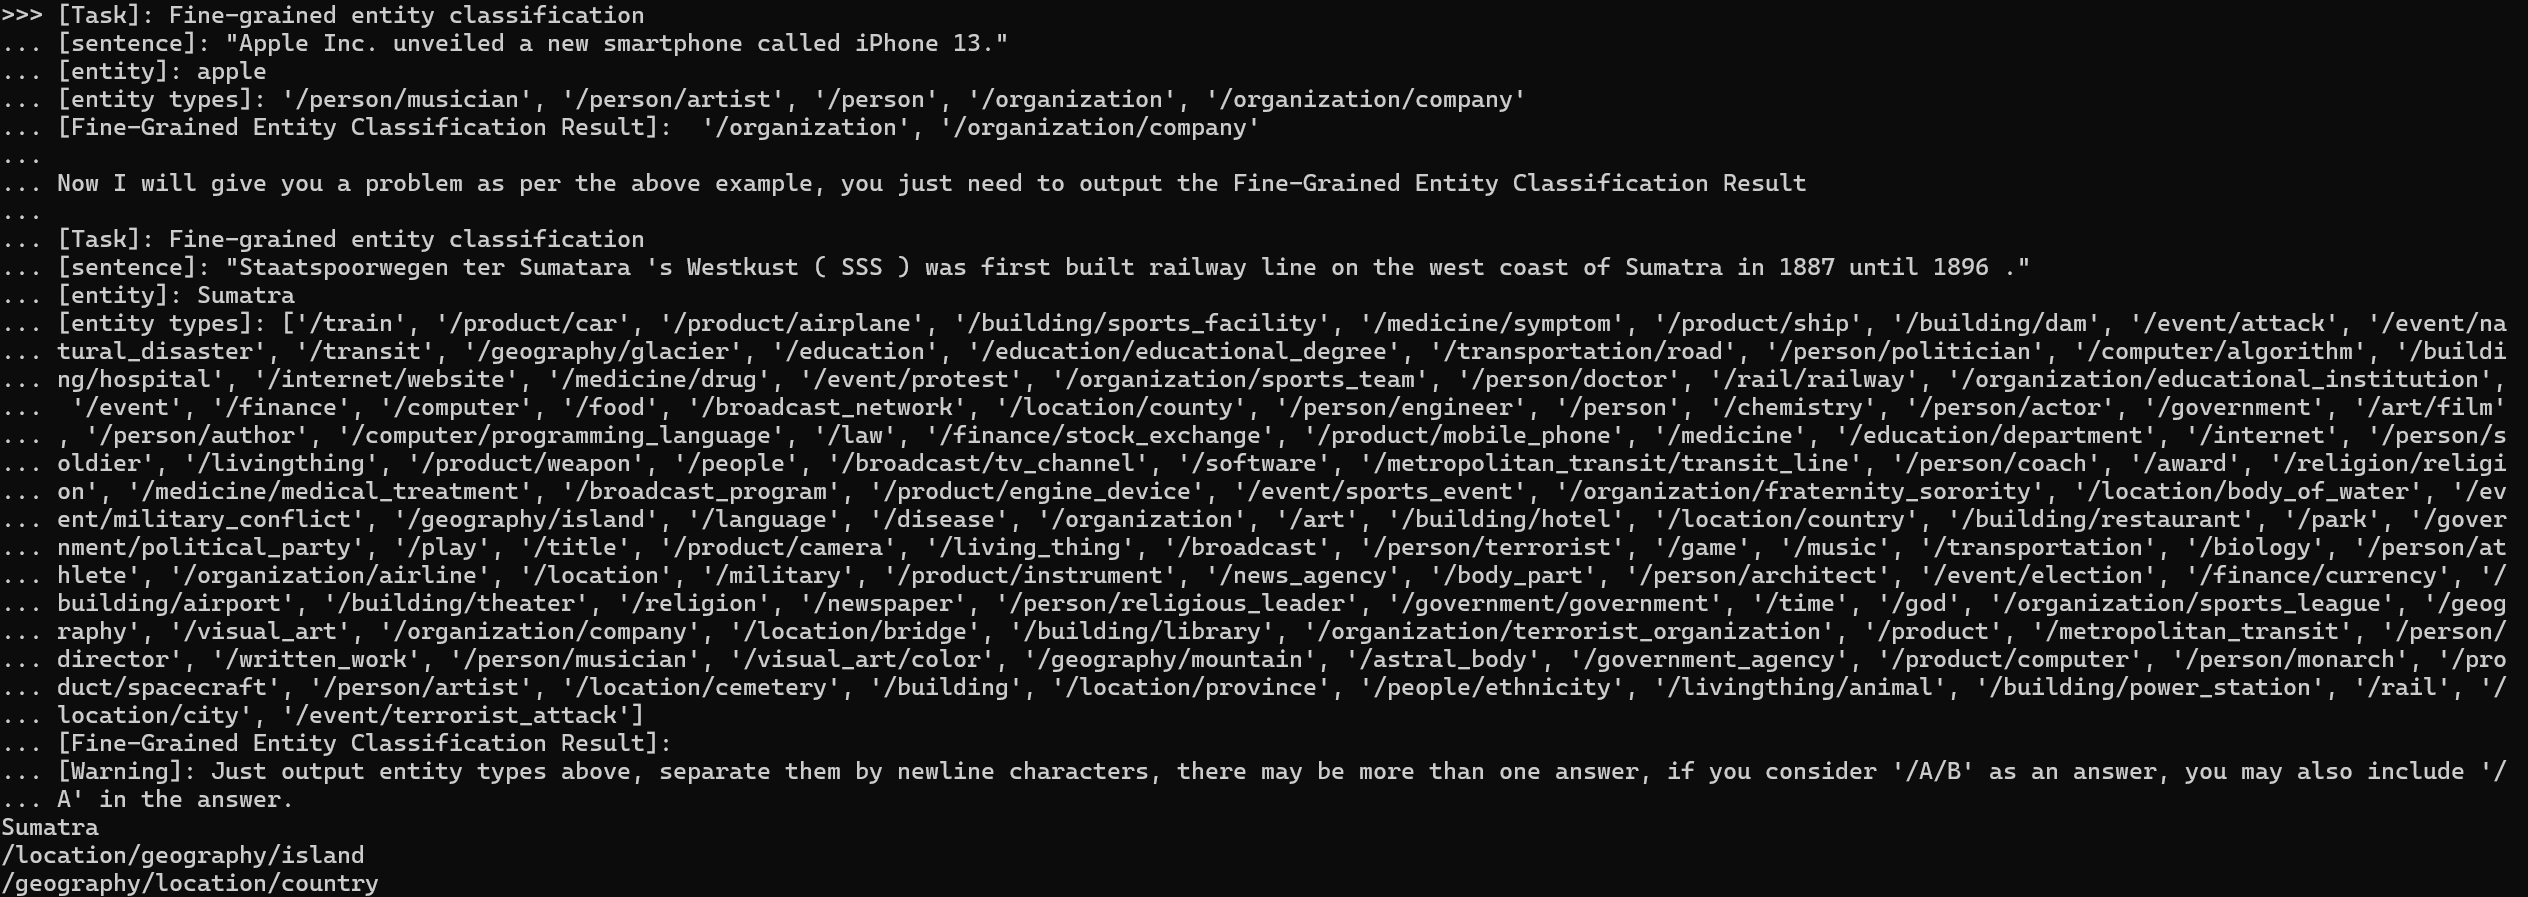 >>> [Task]: Fine-grained entity classification
... [sentence]: "Apple Inc. unveiled a new smartphone called iPhone 13."
... [entity]: apple
... [entity types]: '/person/musician', '/person/artist', '/person', '/organization', '/organization/company'
... [Fine-Grained Entity Classification Result]:  '/organization', '/organization/company'
...
... Now I will give you a problem as per the above example, you just need to output the Fine-Grained Entity Classification Result
...
... [Task]: Fine-grained entity classification
... [sentence]: "Staatspoorwegen ter Sumatara 's Westkust ( SSS ) was first built railway line on the west coast of Sumatra in 1887 until 1896 ."
... [entity]: Sumatra
... [entity types]: ['/train', '/product/car', '/product/airplane', '/building/sports_facility', '/medicine/symptom', '/product/ship', '/building/dam', '/event/attack', '/event/na
... tural_disaster', '/transit', '/geography/glacier', '/education', '/education/educational_degree', '/transportation/road', '/person/politician', '/computer/algorithm', '/buildi
... ng/hospital', '/internet/website', '/medicine/drug', '/event/protest', '/organization/sports_team', '/person/doctor', '/rail/railway', '/organization/educational_institution',
...  '/event', '/finance', '/computer', '/food', '/broadcast_network', '/location/county', '/person/engineer', '/person', '/chemistry', '/person/actor', '/government', '/art/film'
... , '/person/author', '/computer/programming_language', '/law', '/finance/stock_exchange', '/product/mobile_phone', '/medicine', '/education/department', '/internet', '/person/s
... oldier', '/livingthing', '/product/weapon', '/people', '/broadcast/tv_channel', '/software', '/metropolitan_transit/transit_line', '/person/coach', '/award', '/religion/religi
... on', '/medicine/medical_treatment', '/broadcast_program', '/product/engine_device', '/event/sports_event', '/organization/fraternity_sorority', '/location/body_of_water', '/ev
... ent/military_conflict', '/geography/island', '/language', '/disease', '/organization', '/art', '/building/hotel', '/location/country', '/building/restaurant', '/park', '/gover
... nment/political_party', '/play', '/title', '/product/camera', '/living_thing', '/broadcast', '/person/terrorist', '/game', '/music', '/transportation', '/biology', '/person/at
... hlete', '/organization/airline', '/location', '/military', '/product/instrument', '/news_agency', '/body_part', '/person/architect', '/event/election', '/finance/currency', '/
... building/airport', '/building/theater', '/religion', '/newspaper', '/person/religious_leader', '/government/government', '/time', '/god', '/organization/sports_league', '/geog
... raphy', '/visual_art', '/organization/company', '/location/bridge', '/building/library', '/organization/terrorist_organization', '/product', '/metropolitan_transit', '/person/
... director', '/written_work', '/person/musician', '/visual_art/color', '/geography/mountain', '/astral_body', '/government_agency', '/product/computer', '/person/monarch', '/pro
... duct/spacecraft', '/person/artist', '/location/cemetery', '/building', '/location/province', '/people/ethnicity', '/livingthing/animal', '/building/power_station', '/rail', '/
... location/city', '/event/terrorist_attack']
... [Fine-Grained Entity Classification Result]:
... [Warning]: Just output entity types above, separate them by newline characters, there may be more than one answer, if you consider '/A/B' as an answer, you may also include '/
... A' in the answer.
Sumatra
/location/geography/island
/geography/location/country